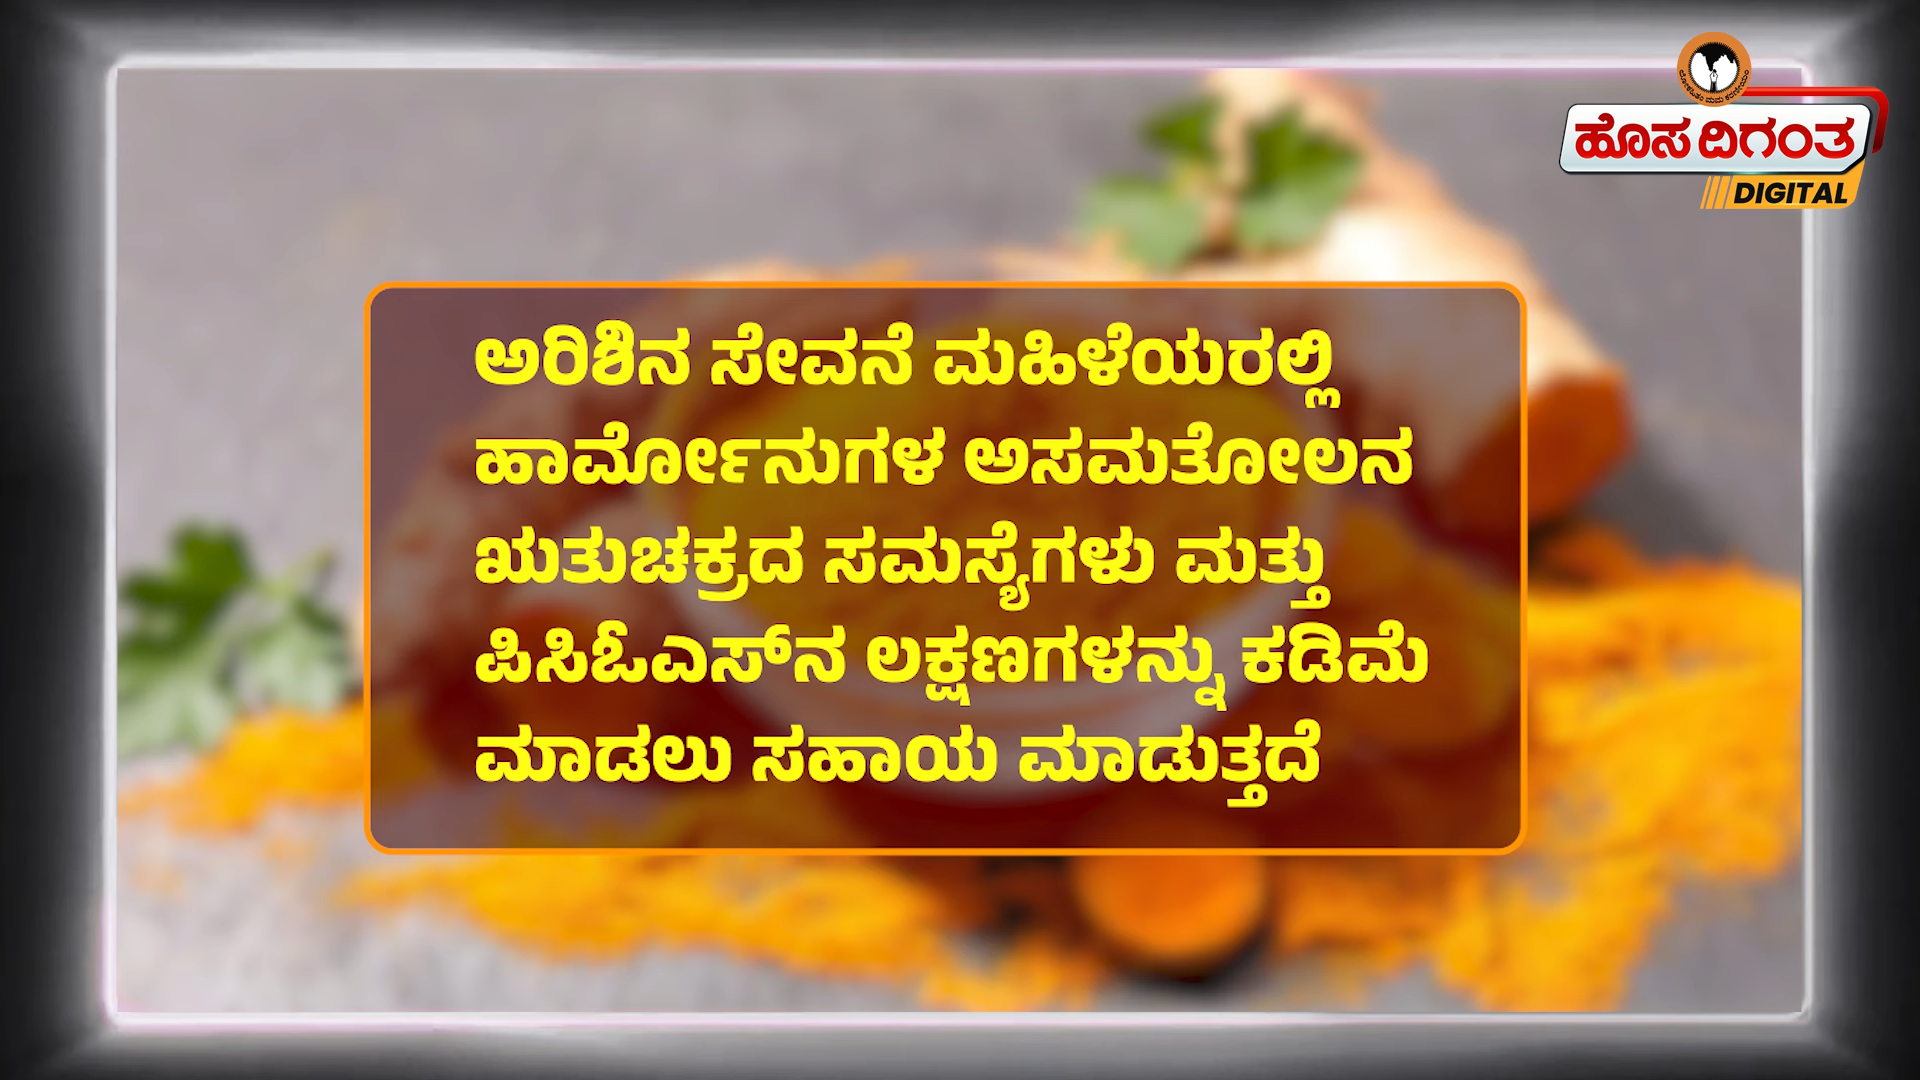 ಹೊಸ ದಿಗಂತ
DIGITAL
ಅರಿಶಿನ ಸೇವನೆ ಮಹಿಳೆಯರಲ್ಲಿ
ಹಾರ್ಮೋನುಗಳ ಅಸಮತೋಲನ
ಋತುಚಕ್ರದ ಸಮಸ್ಯೆಗಳು ಮತ್ತು
ಪಿಸಿಓಎಸ್‌ನ ಲಕ್ಷಣಗಳನ್ನು ಕಡಿಮೆ
ಮಾಡಲು ಸಹಾಯ ಮಾಡುತ್ತದೆ